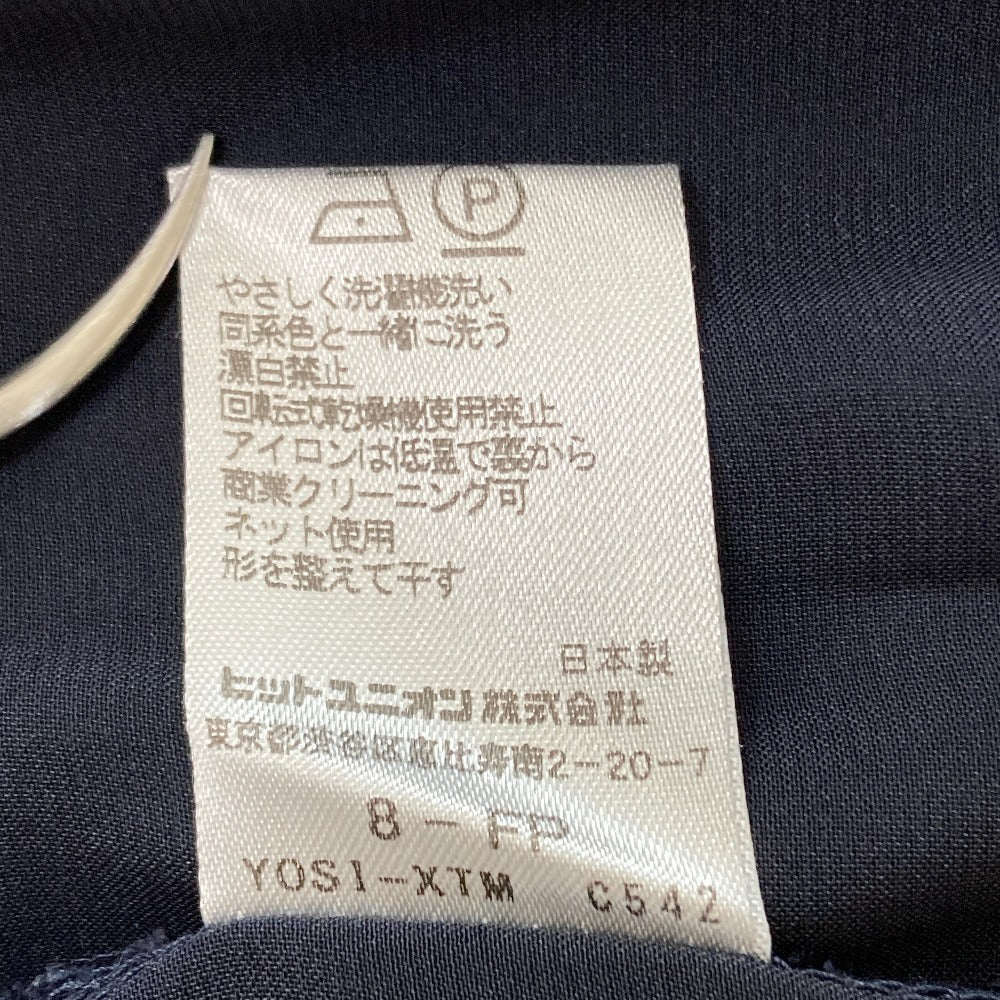 P
やさしく洗濯機洗い
同系色と一緒に洗う
漂白禁止
回転式乾燥機使用禁止
アイロンは低温で裏から
商業クリーニング可
ネット使用
形を整えて干す
日本製
ヒットユニオン株式会社
東京都渋谷区恵比寿南2-20-7
8-FP
YOSI-XTM C542